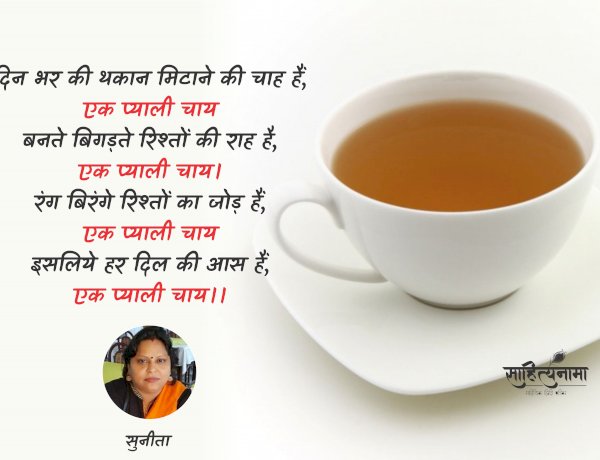 दिन भर की थकान मिटाने की चाह हैं,
एक प्याली चाय
बनते बिगड़ते रिश्तों की राह है,
एक प्याली चाय।
रंग बिरंगे रिश्तों का जोड़ हैं,
एक प्याली चाय
इसलिये हर दिल की आस हैं,
एक प्याली चाय।।
सुनीता
साहित्यनामा